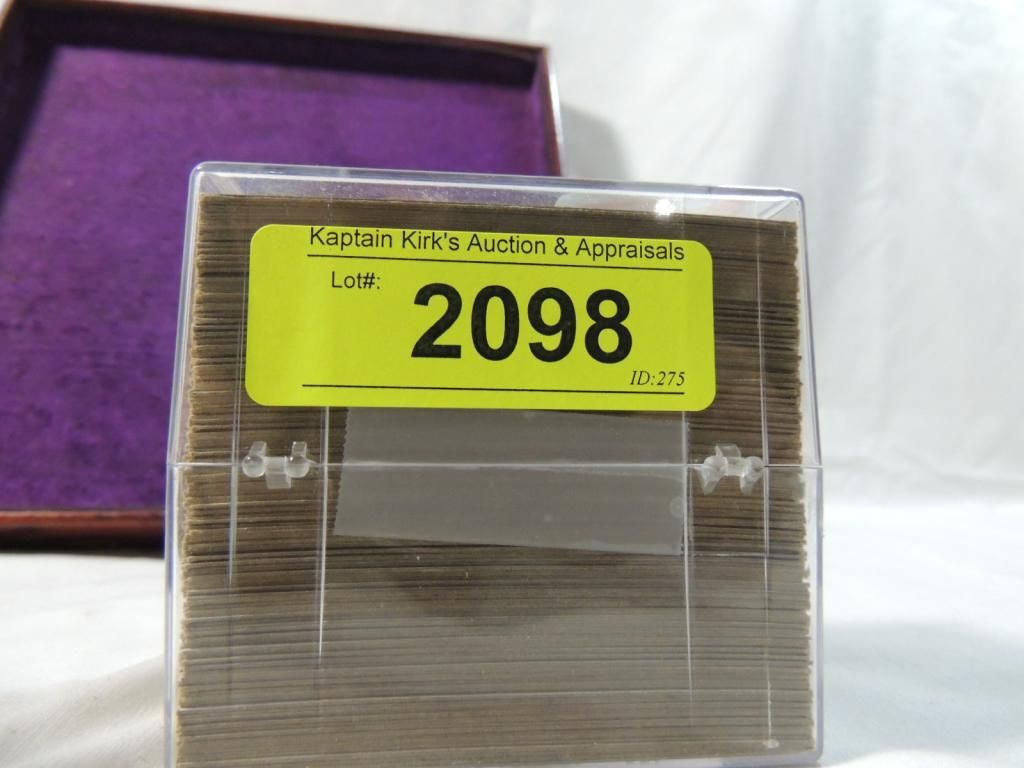 Kaptain Kirk's Auction & Appraisals
Lot#:
2098
ID:275